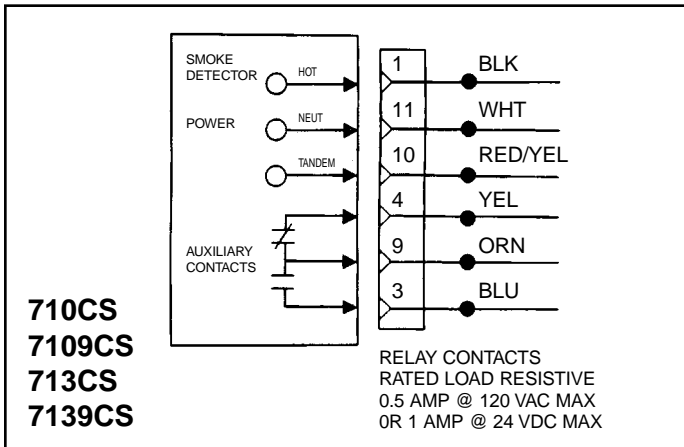 SMOKE
DETECTOR
HOT
1
BLK
POWER
NEUT
11
WHT
TANDEM
10
RED/YEL
4
YEL
AUXILIARY
CONTACTS
9
ORN
3
BLU
710CS
7109CS
713CS
7139CS
RELAY CONTACTS
RATED LOAD RESISTIVE
0.5 AMP @ 120 VAC MAX
0R 1 AMP @ 24 VDC MAX